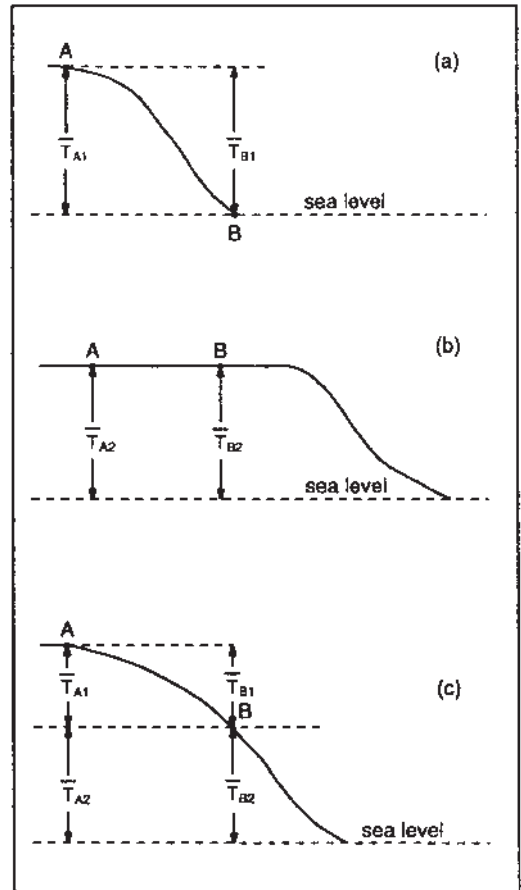 A (a)
T̅A1 T̅B1
sea level
B
A B (b)
T̅A2 T̅B2
sea level
A
T̅A1 T̅B1
B (c)
T̅A2 T̅B2
sea level